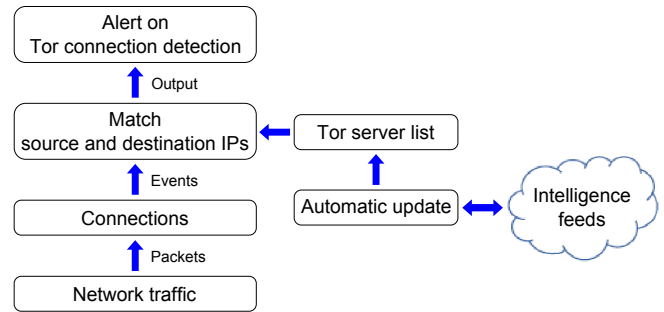 Alert on
Tor connection detection
Output
Match
source and destination IPs
Tor server list
Events
Connections
Automatic update
Intelligence
feeds
Packets
Network traffic